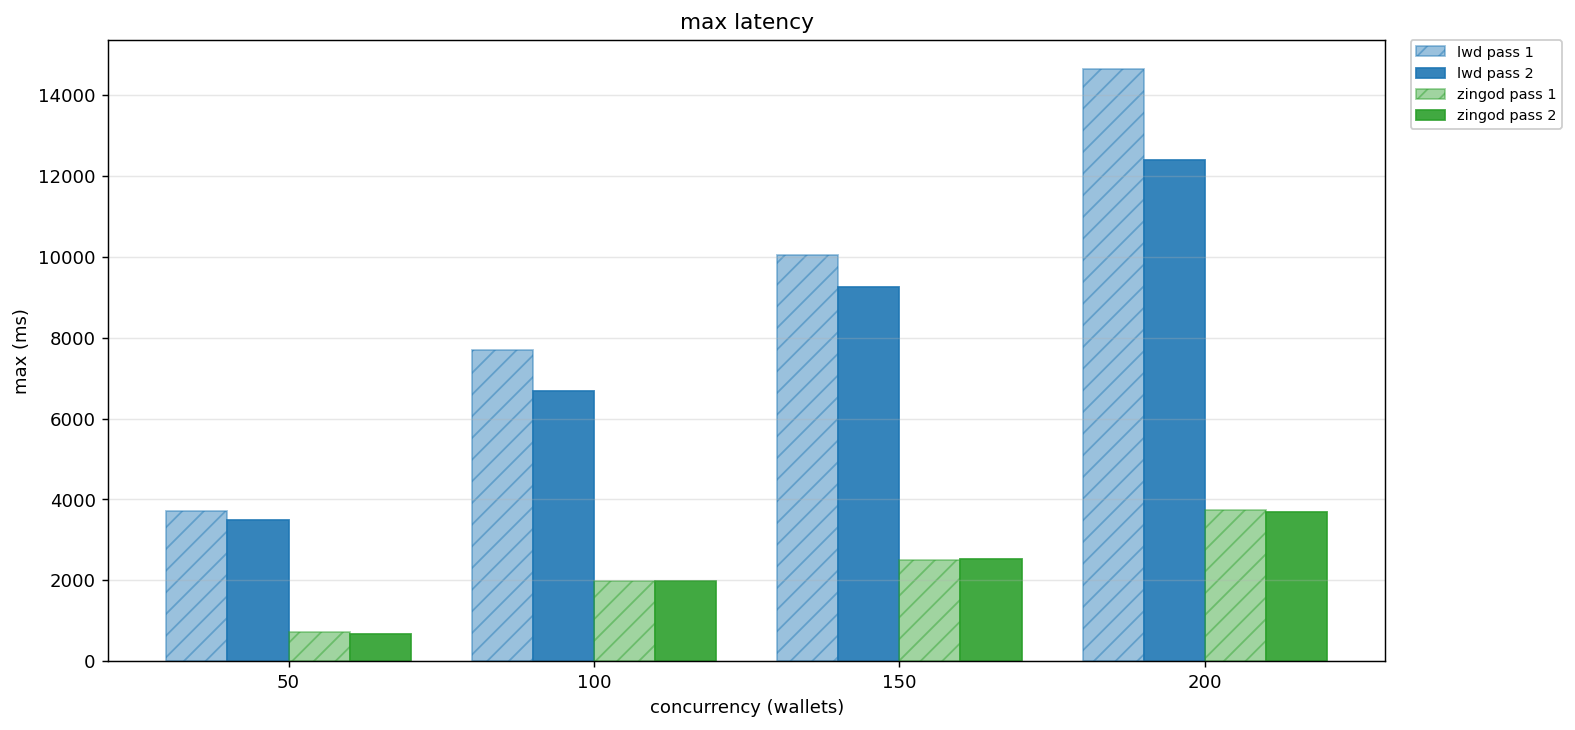 max latency
lwd pass 1
lwd pass 2
zingod pass 1
zingod pass 2
max (ms)
14000
12000
10000
8000
6000
4000
2000
0
50 100 150 200
concurrency (wallets)